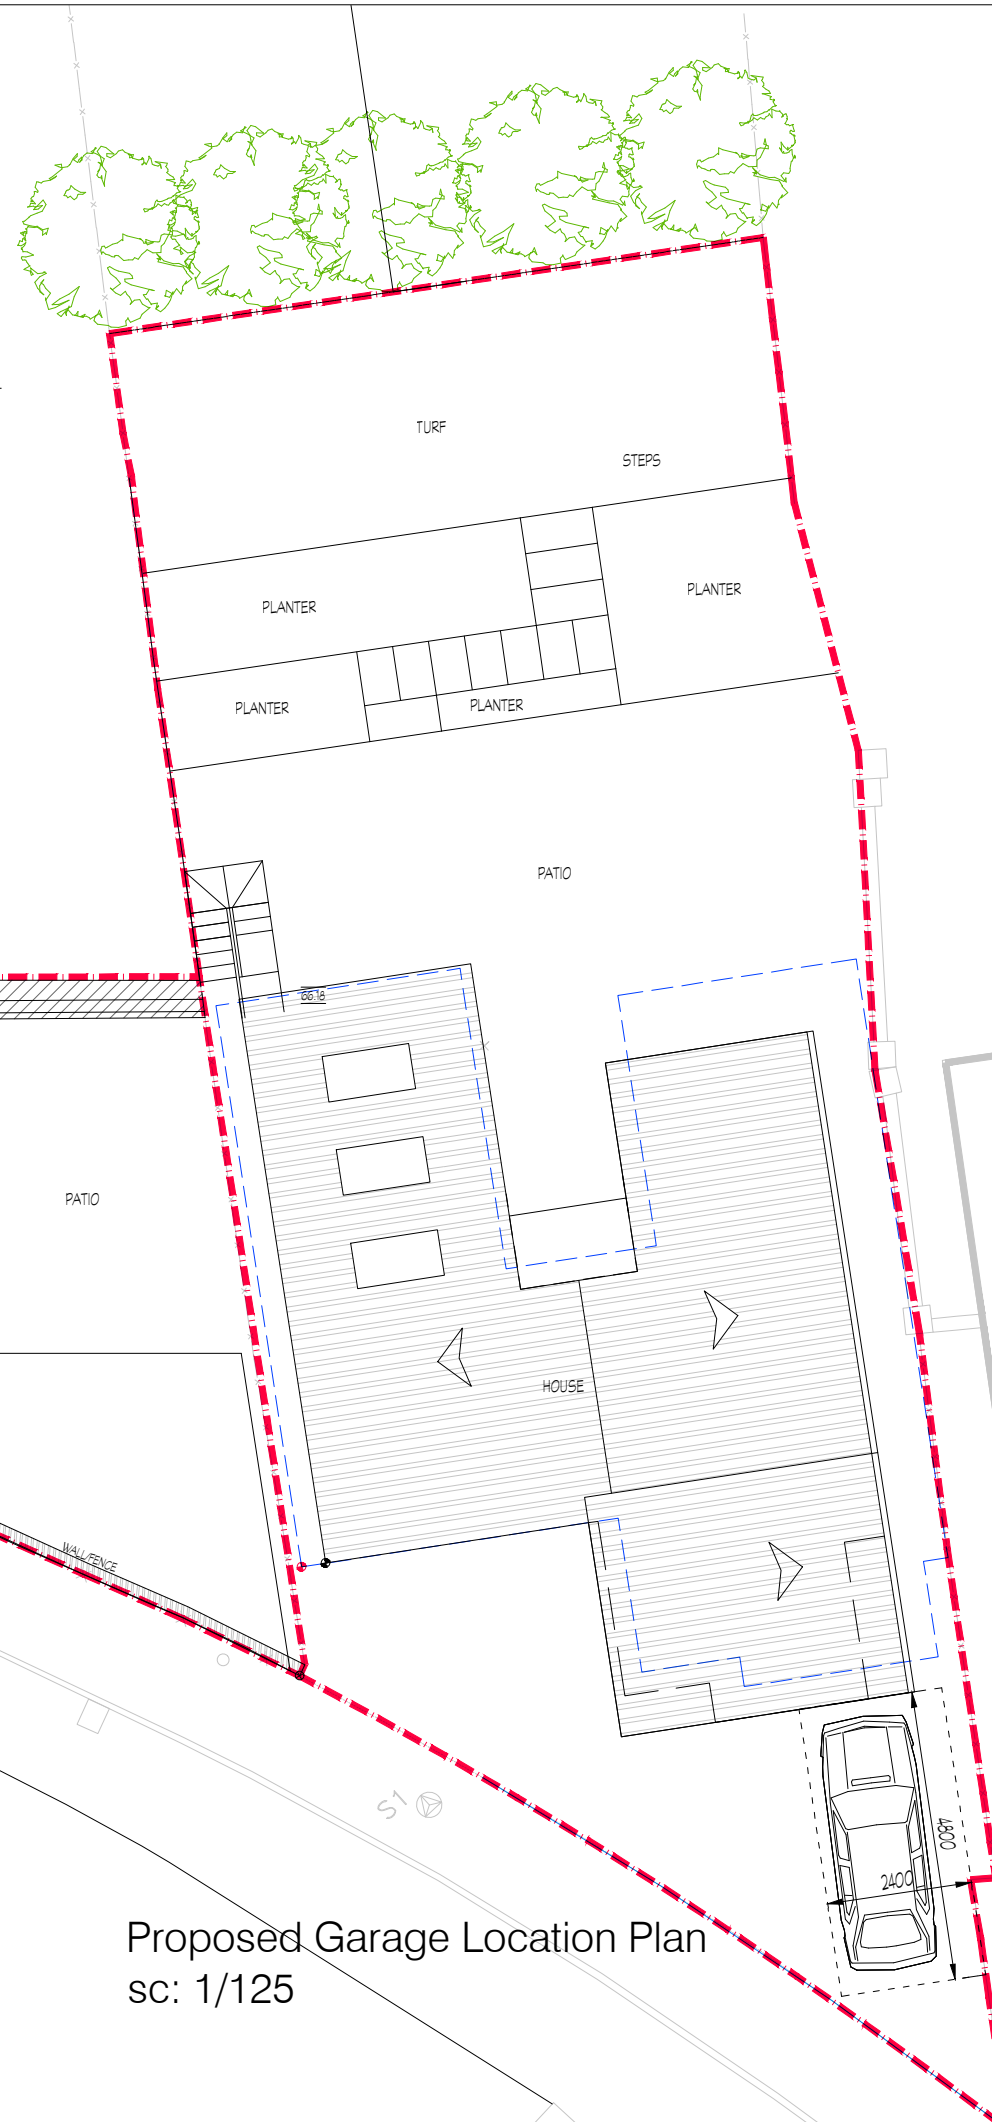 TURF
STEPS
PLANTER
PLANTER
PLANTER
PLANTER
PATIO
66.18
PATIO
HOUSE
WALL/FENCE
S1
4800
2400
Proposed Garage Location Plan
sc: 1/125